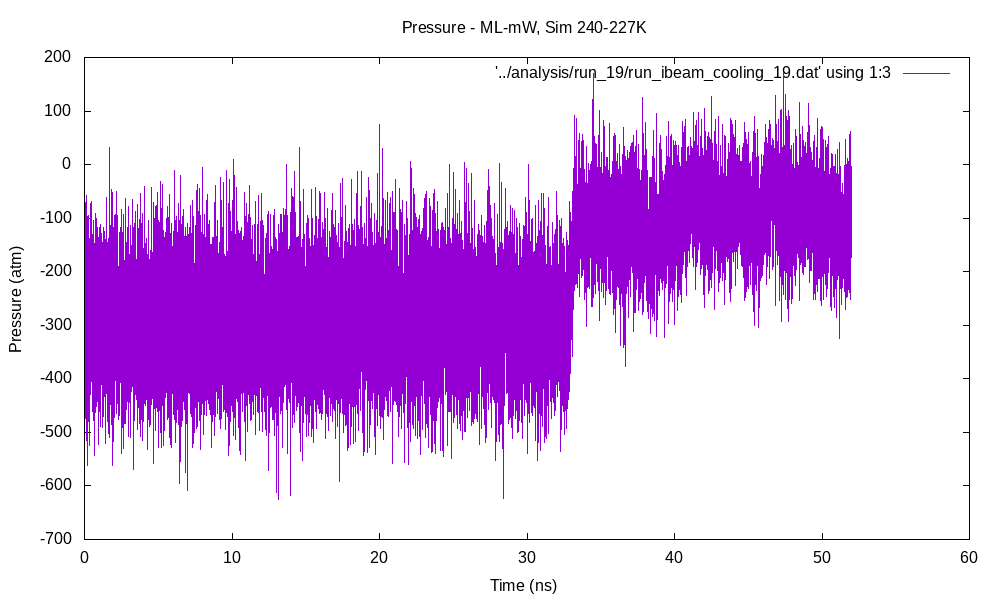 Pressure - ML-mW, Sim 240-227K
'../analysis/run_19/run_ibeam_cooling_19.dat' using 1:3
200
100
0
-100
-200
-300
-400
-500
-600
-700
Pressure (atm)
0 10 20 30 40 50 60
Time (ns)